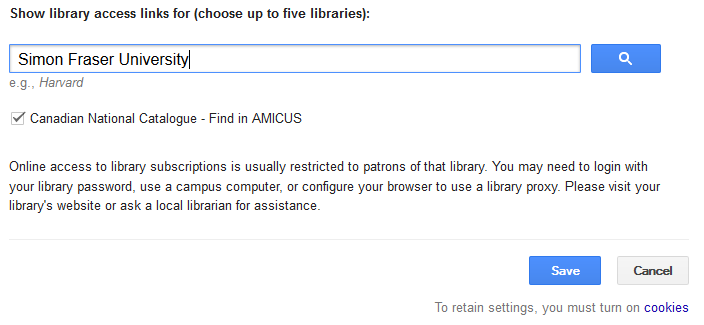 Show library access links for (choose up to five libraries):
Simon Fraser University
e.g., Harvard
Canadian National Catalogue - Find in AMICUS
Online access to library subscriptions is usually restricted to patrons of that library. You may need to login with
your library password, use a campus computer, or configure your browser to use a library proxy. Please visit your
library's website or ask a local librarian for assistance.
Save
Cancel
To retain settings, you must turn on cookies